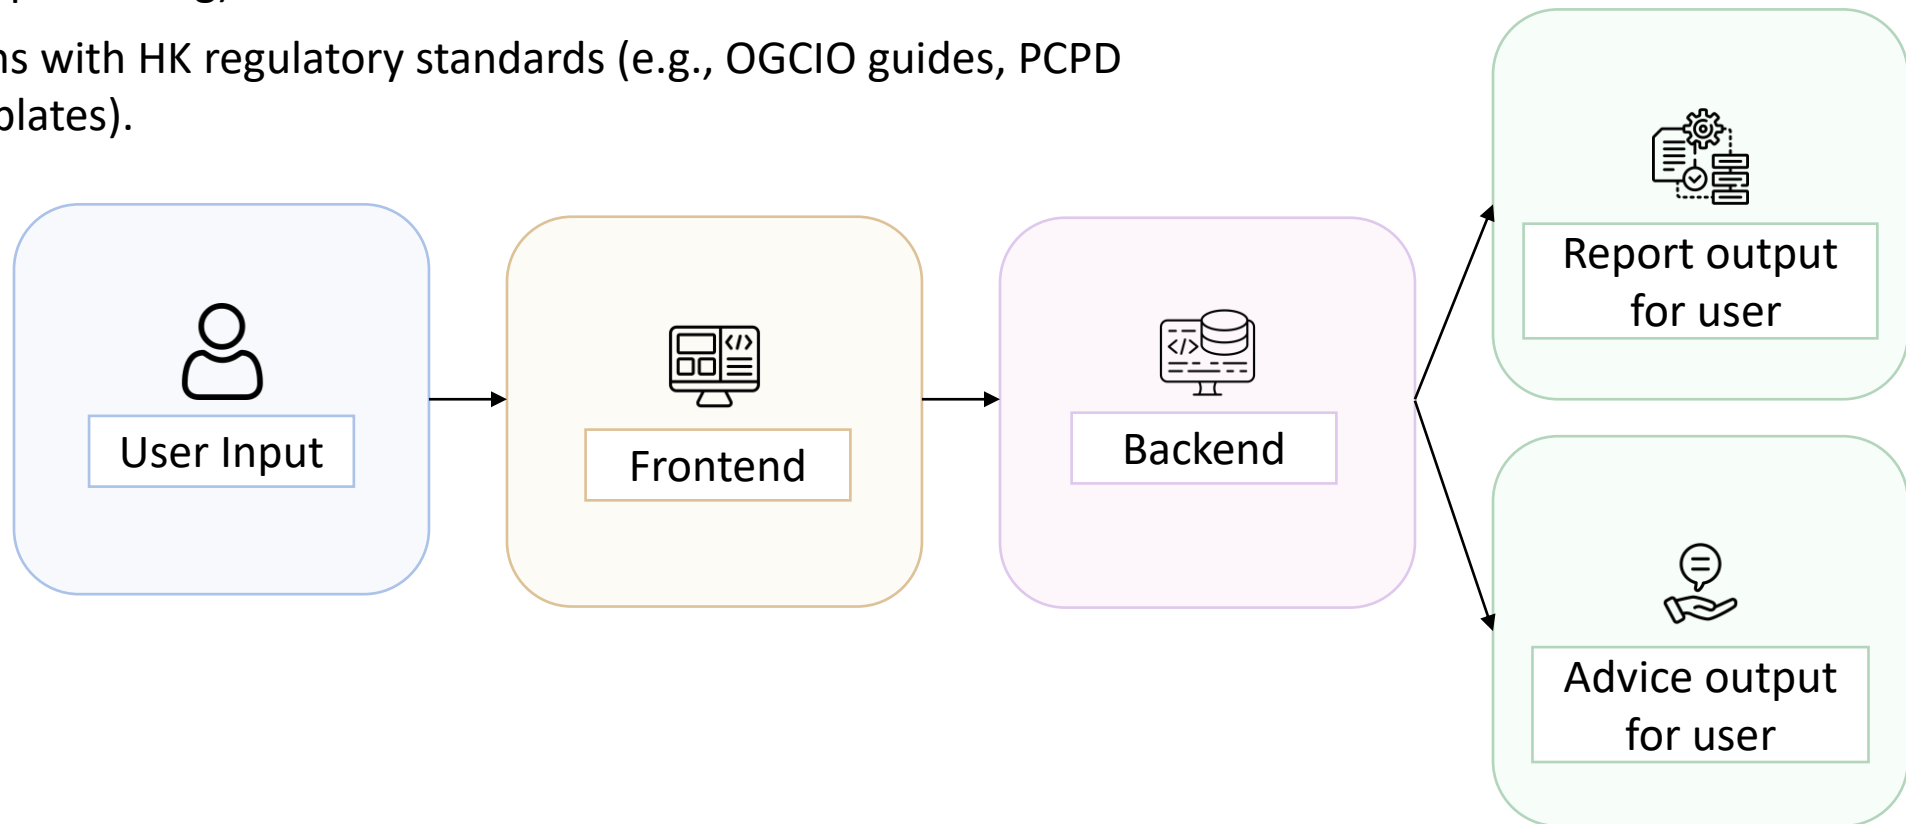 ns with HK regulatory standards (e.g., OGCIO guides, PCPD
plates).
User Input
Frontend
Backend
Report output
for user
Advice output
for user